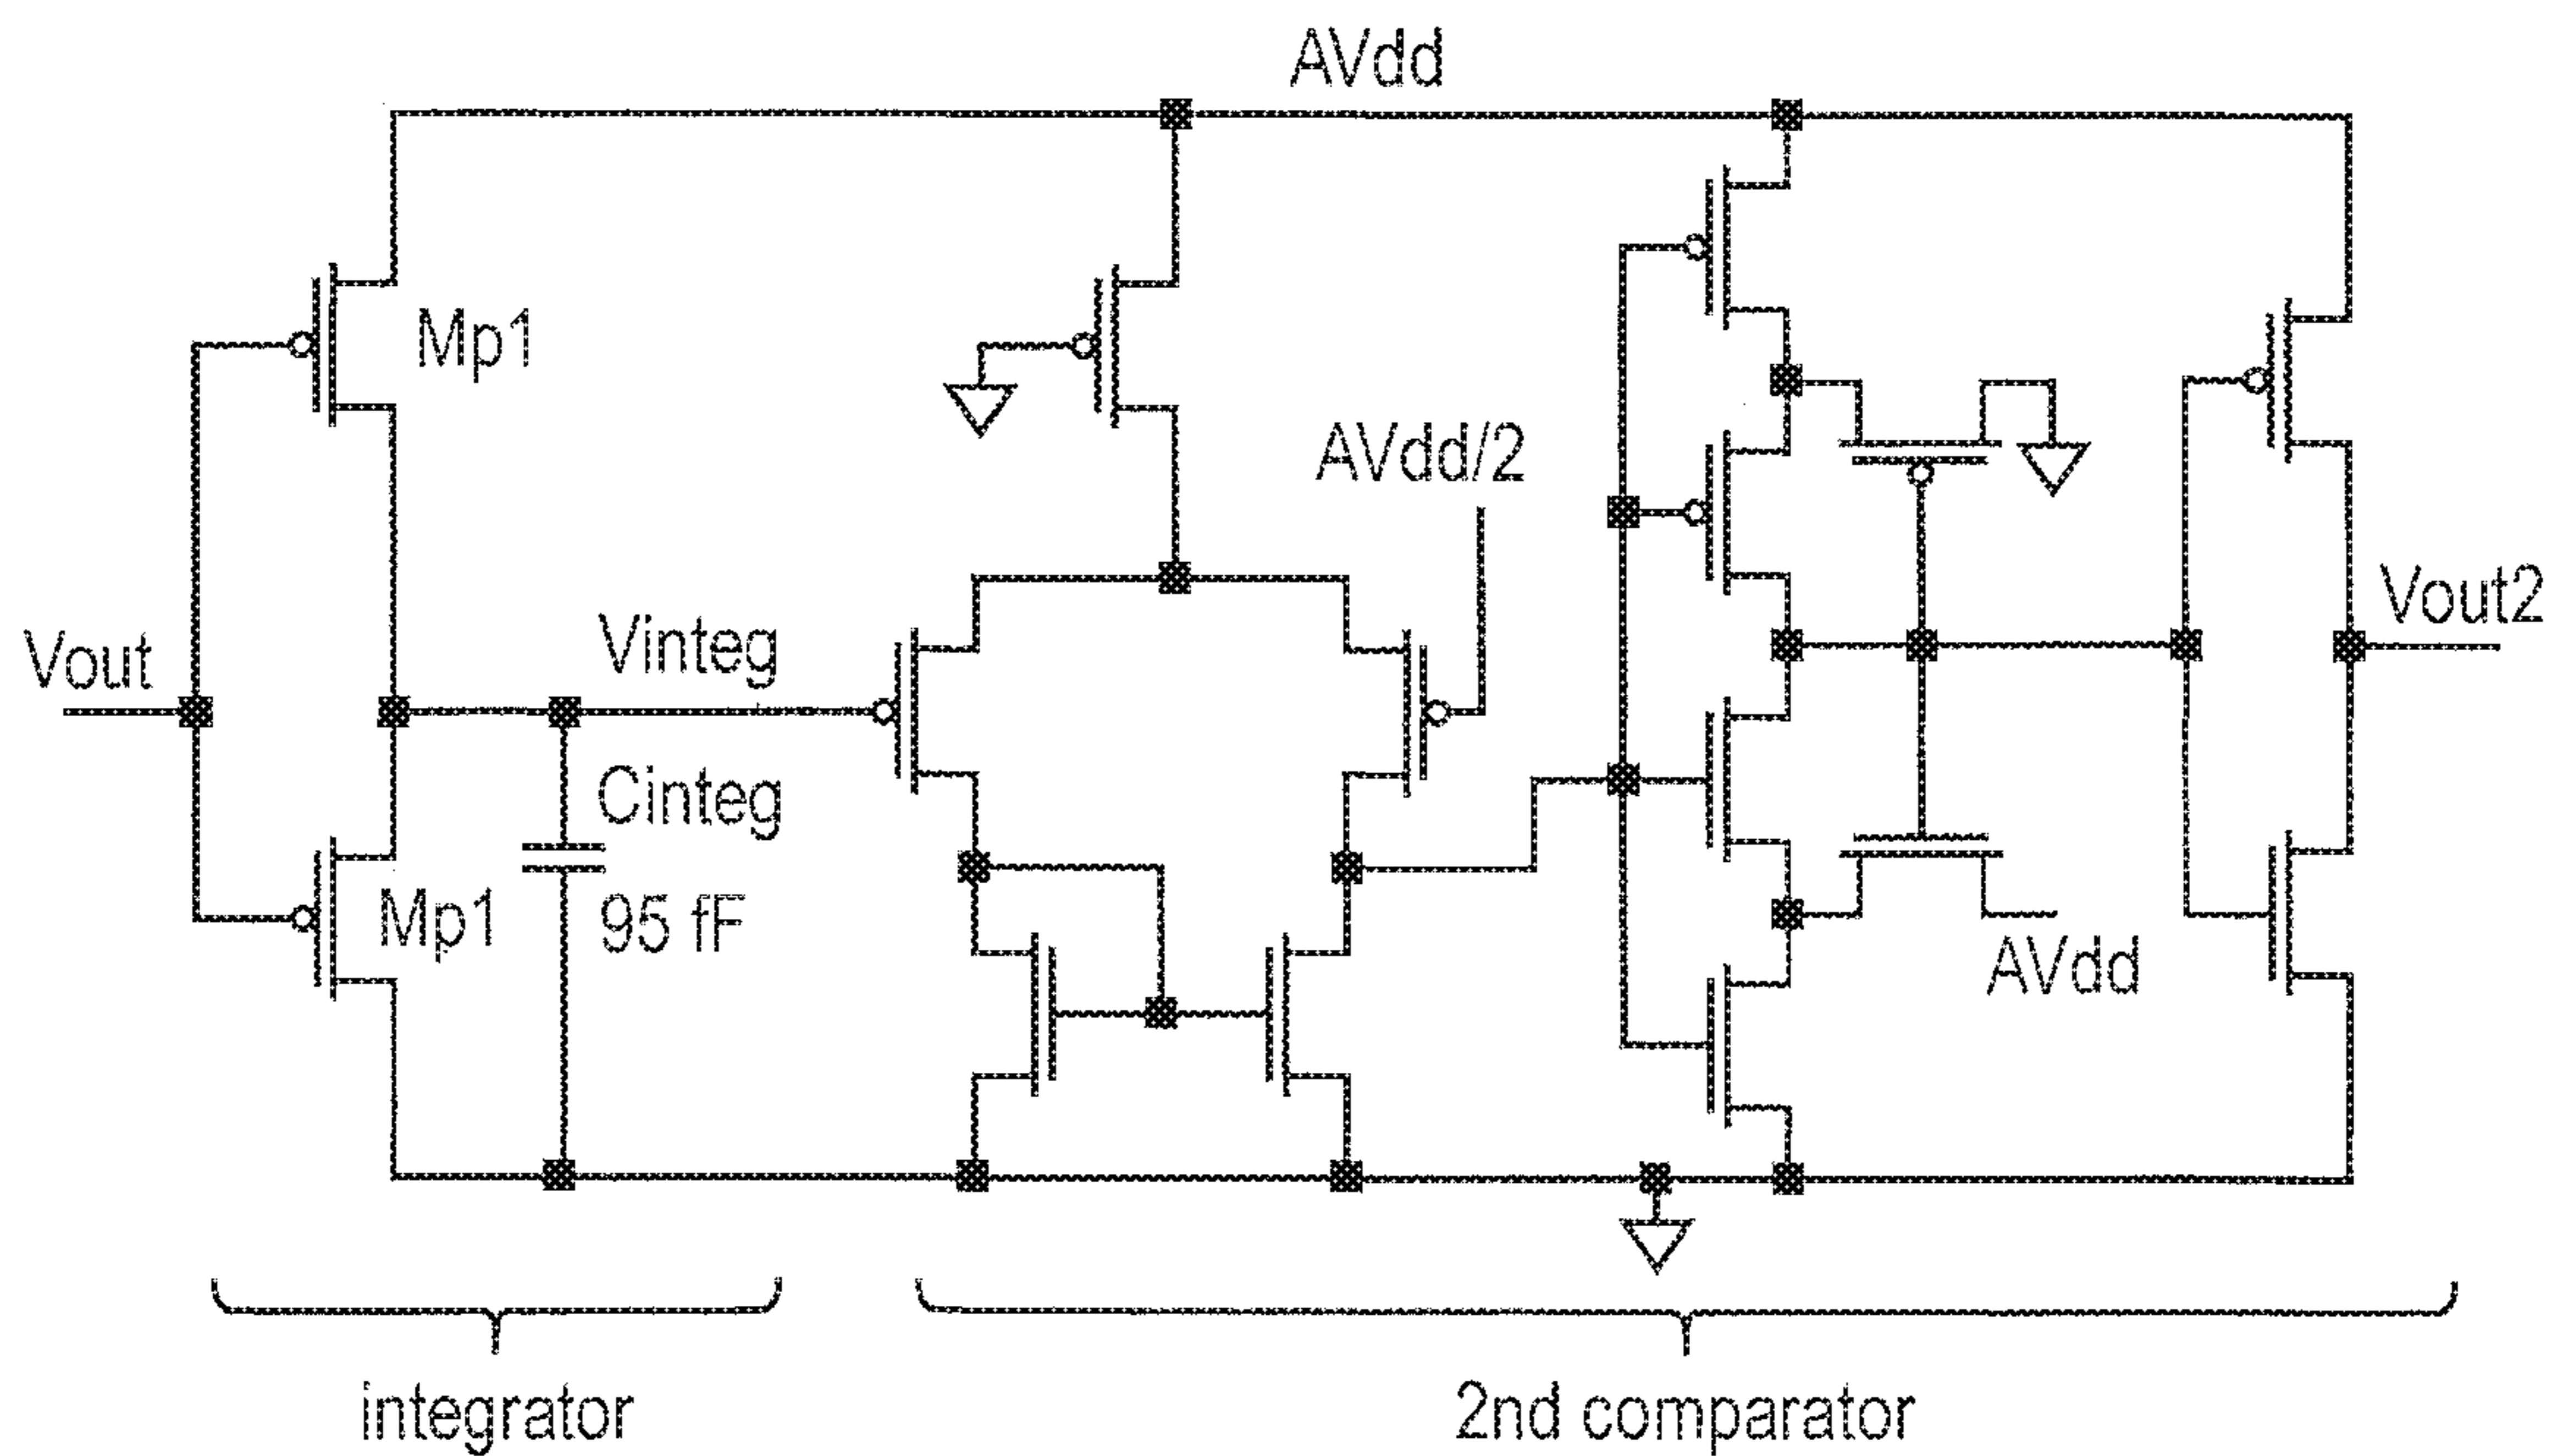 AVdd
Mp1
AVdd/2
Vout
Vinteg
Vout2
Cinteg
95 fF
Mp1
AVdd
integrator
2nd comparator